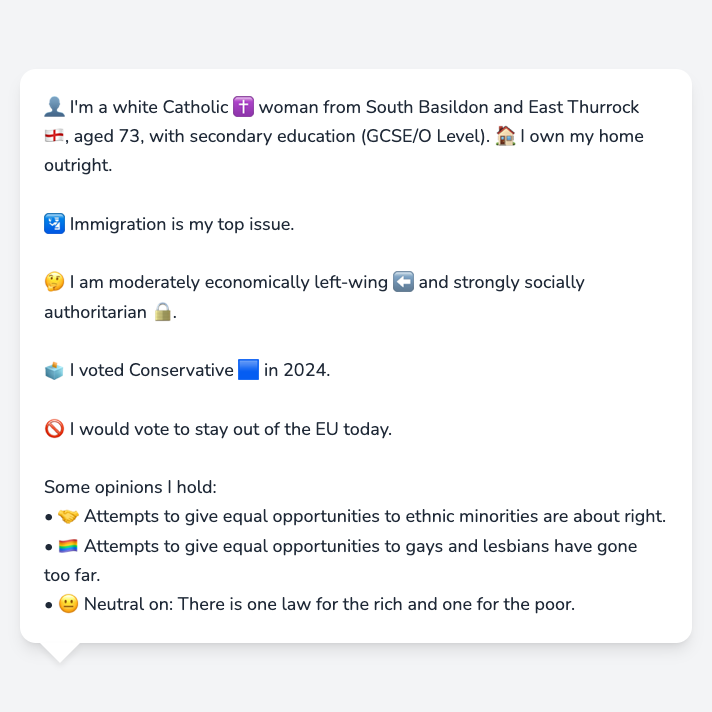 👤 I'm a white Catholic ✝️ woman from South Basildon and East Thurrock
🏴󠁧󠁢󠁥󠁮󠁧󠁿, aged 73, with secondary education (GCSE/O Level). 🏠 I own my home
outright.
🛂 Immigration is my top issue.
🤔 I am moderately economically left-wing ⬅️ and strongly socially
authoritarian 🔒.
🗳️ I voted Conservative 🟦 in 2024.
🚫 I would vote to stay out of the EU today.
Some opinions I hold:
• 🤝 Attempts to give equal opportunities to ethnic minorities are about right.
• 🏳️‍🌈 Attempts to give equal opportunities to gays and lesbians have gone
too far.
• 😐 Neutral on: There is one law for the rich and one for the poor.